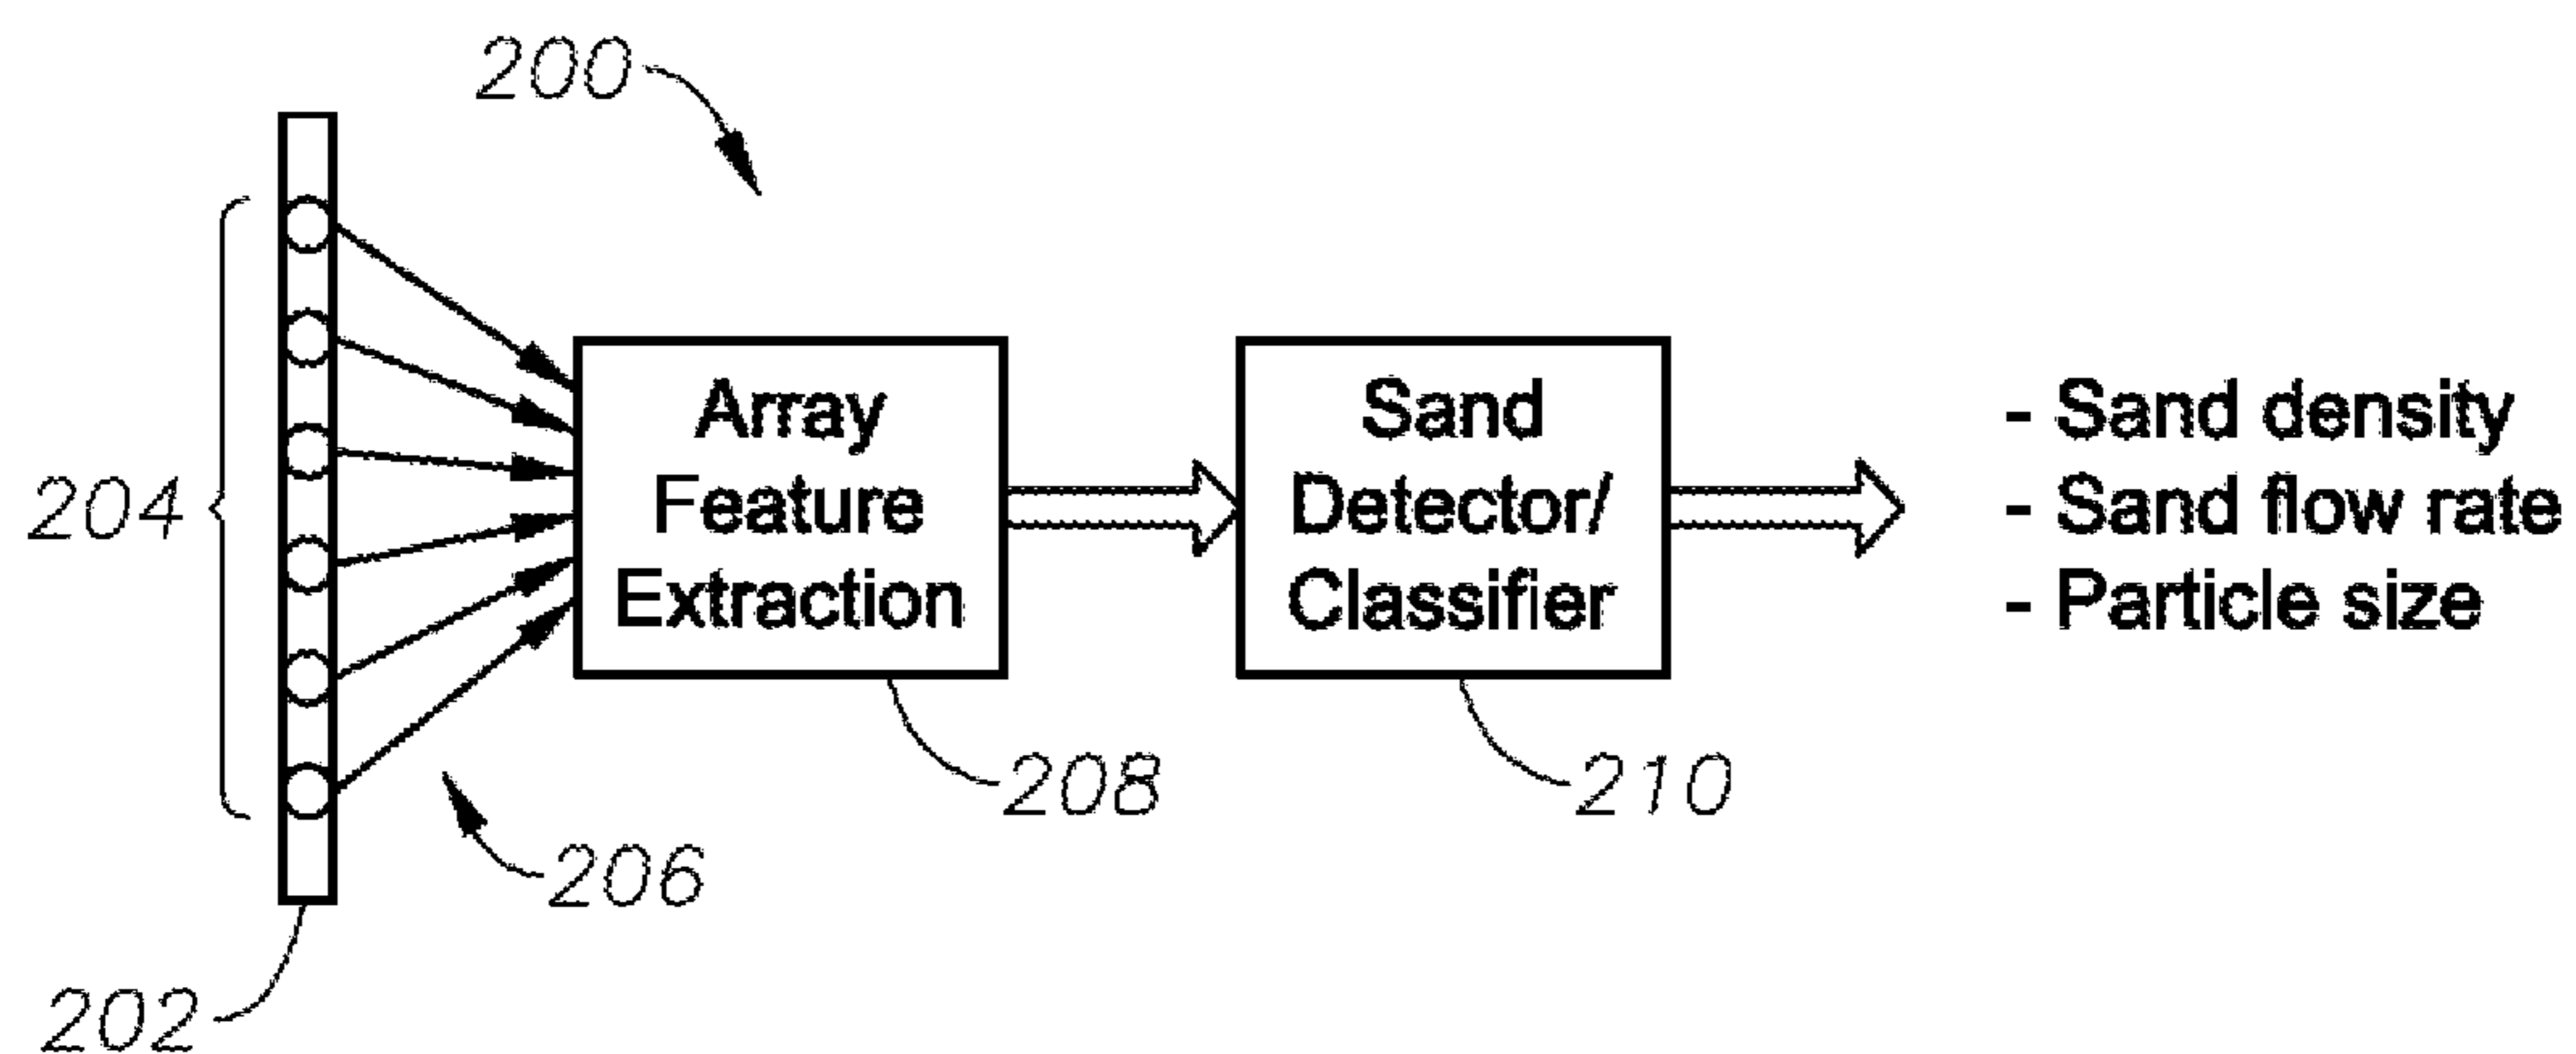 200
204
Array
Feature
Extraction
Sand
Detector/
Classifier
- Sand density
- Sand flow rate
- Particle size
208
210
206
202